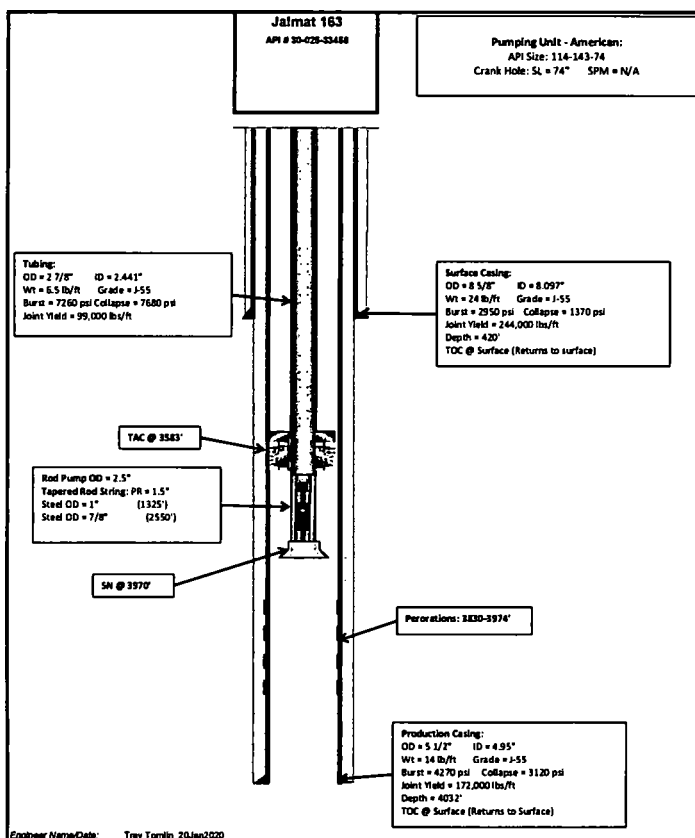 Jalmat 163
API # 30-025-33458
Pumping Unit - American:
API Size: 114-143-74
Crank Hole: SL = 74" SPM = N/A
Tubing:
OD = 2 7/8" ID = 2.441"
Wt = 6.5 lb/ft Grade = J-55
Burst = 7260 psi Collapse = 7680 psi
Joint Yield = 99,000 lbs/ft
Surface Casing:
OD = 8 5/8" ID = 8.097"
Wt = 24 lb/ft Grade = J-55
Burst = 2950 psi Collapse = 1370 psi
Joint Yield = 244,000 lbs/ft
Depth = 420'
TOC @ Surface (Returns to surface)
TAC @ 3583'
Rod Pump OD = 2.5"
Tapered Rod String: PR = 1.5"
Steel OD = 1" (1325')
Steel OD = 7/8" (2550')
SN @ 3970'
Perorations: 3830-3974'
Production Casing:
OD = 5 1/2" ID = 4.95"
Wt = 14 lb/ft Grade = J-55
Burst = 4270 psi Collapse = 3120 psi
Joint Yield = 172,000 lbs/ft
Depth = 4032'
TOC @ Surface (Returns to Surface)
Engineer Name/Date: Trey Tomlin 20Jan2020